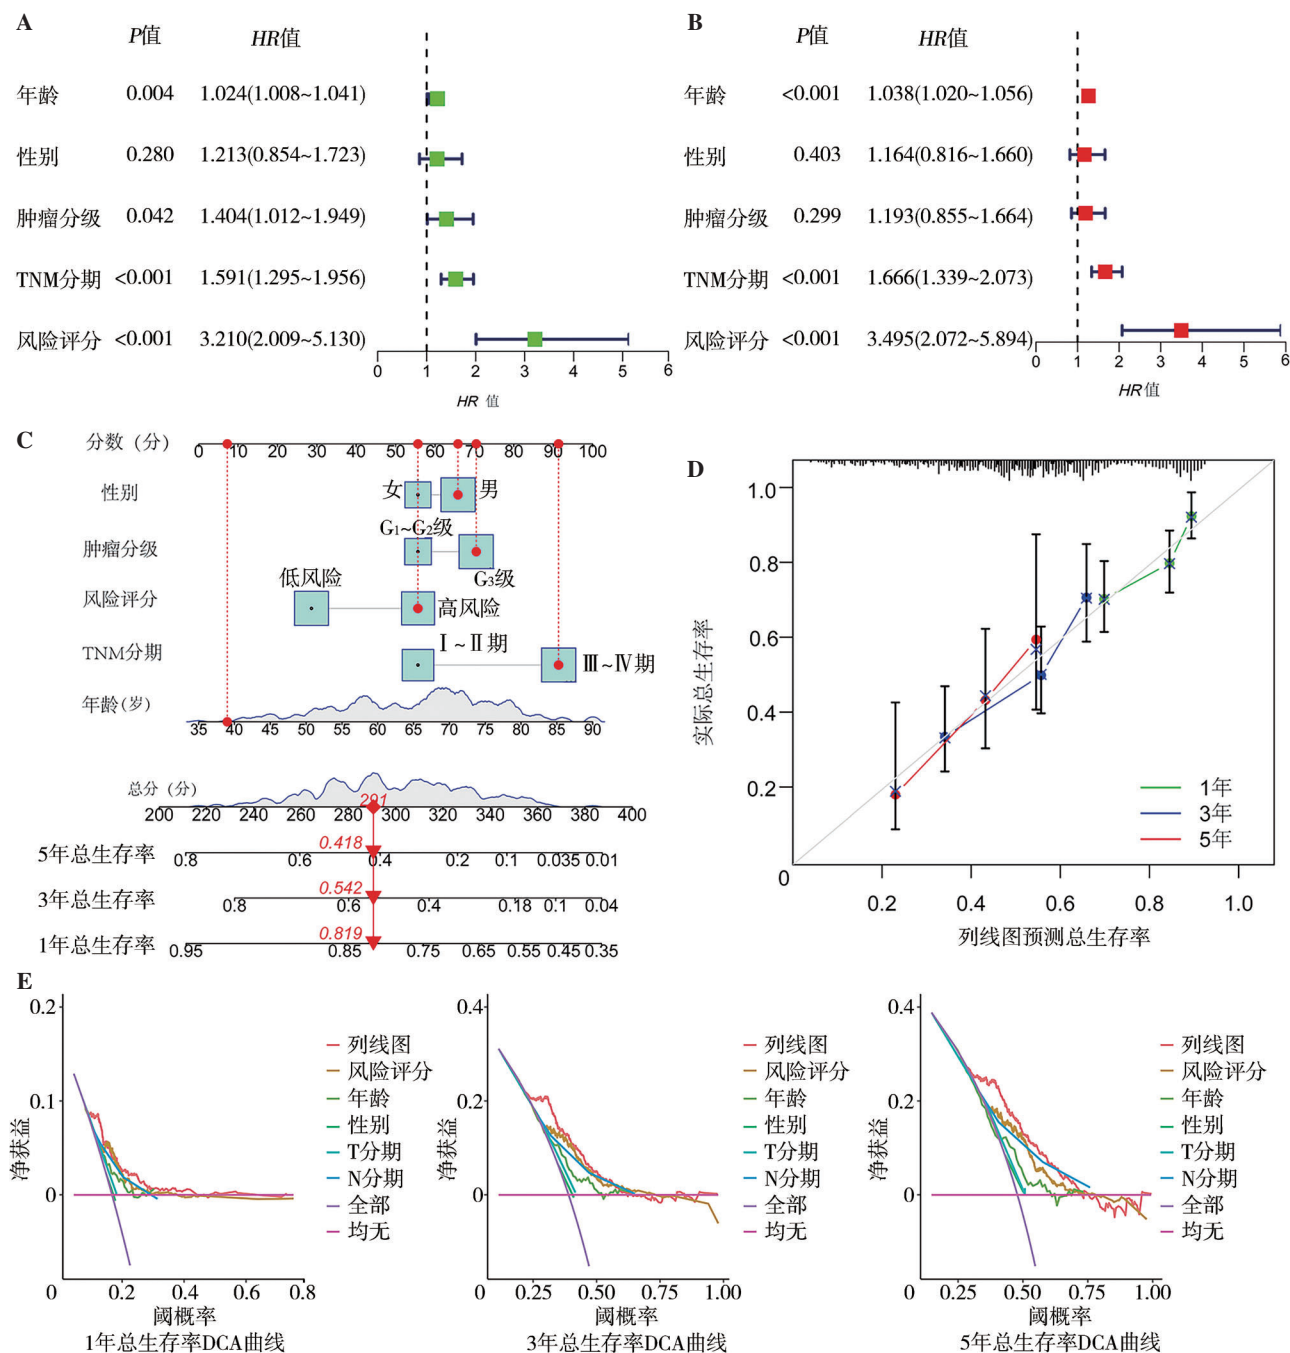 A
P值 HR值
年龄 0.004 1.024(1.008~1.041)
性别 0.280 1.213(0.854~1.723)
肿瘤分级 0.042 1.404(1.012~1.949)
TNM分期 <0.001 1.591(1.295~1.956)
风险评分 <0.001 3.210(2.009~5.130)
0 1 2 3 4 5 6
HR 值
B
P值 HR值
年龄 <0.001 1.038(1.020~1.056)
性别 0.403 1.164(0.816~1.660)
肿瘤分级 0.299 1.193(0.855~1.664)
TNM分期 <0.001 1.666(1.339~2.073)
风险评分 <0.001 3.495(2.072~5.894)
0 1 2 3 4 5 6
HR值
C
分数（分） 0 10 20 30 40 50 60 70 80 90 100
性别 女 男
肿瘤分级 G1~G2级 G3级
风险评分 低风险 高风险
TNM分期 Ⅰ~Ⅱ期 Ⅲ~Ⅳ期
年龄(岁)
35 40 45 50 55 60 65 70 75 80 85 90
总分（分） 291
200 220 240 260 280 300 320 340 360 380 400
5年总生存率 0.418
0.8 0.6 0.4 0.2 0.1 0.035 0.01
3年总生存率 0.542
0.8 0.6 0.4 0.18 0.1 0.04
1年总生存率 0.819
0.95 0.85 0.75 0.65 0.55 0.45 0.35
D
实际总生存率
1.0
0.8
0.6
0.4
0.2
0
0.2 0.4 0.6 0.8 1.0
1年
3年
5年
列线图预测总生存率
E
净获益
0.2
0.1
0
列线图
风险评分
年龄
性别
T分期
N分期
全部
均无
0 0.2 0.4 0.6 0.8
阈概率
1年总生存率DCA曲线
净获益
0.4
0.2
0
列线图
风险评分
年龄
性别
T分期
N分期
全部
均无
0 0.25 0.50 0.75 1.00
阈概率
3年总生存率DCA曲线
净获益
0.4
0.2
0
列线图
风险评分
年龄
性别
T分期
N分期
全部
均无
0 0.25 0.50 0.75 1.00
阈概率
5年总生存率DCA曲线